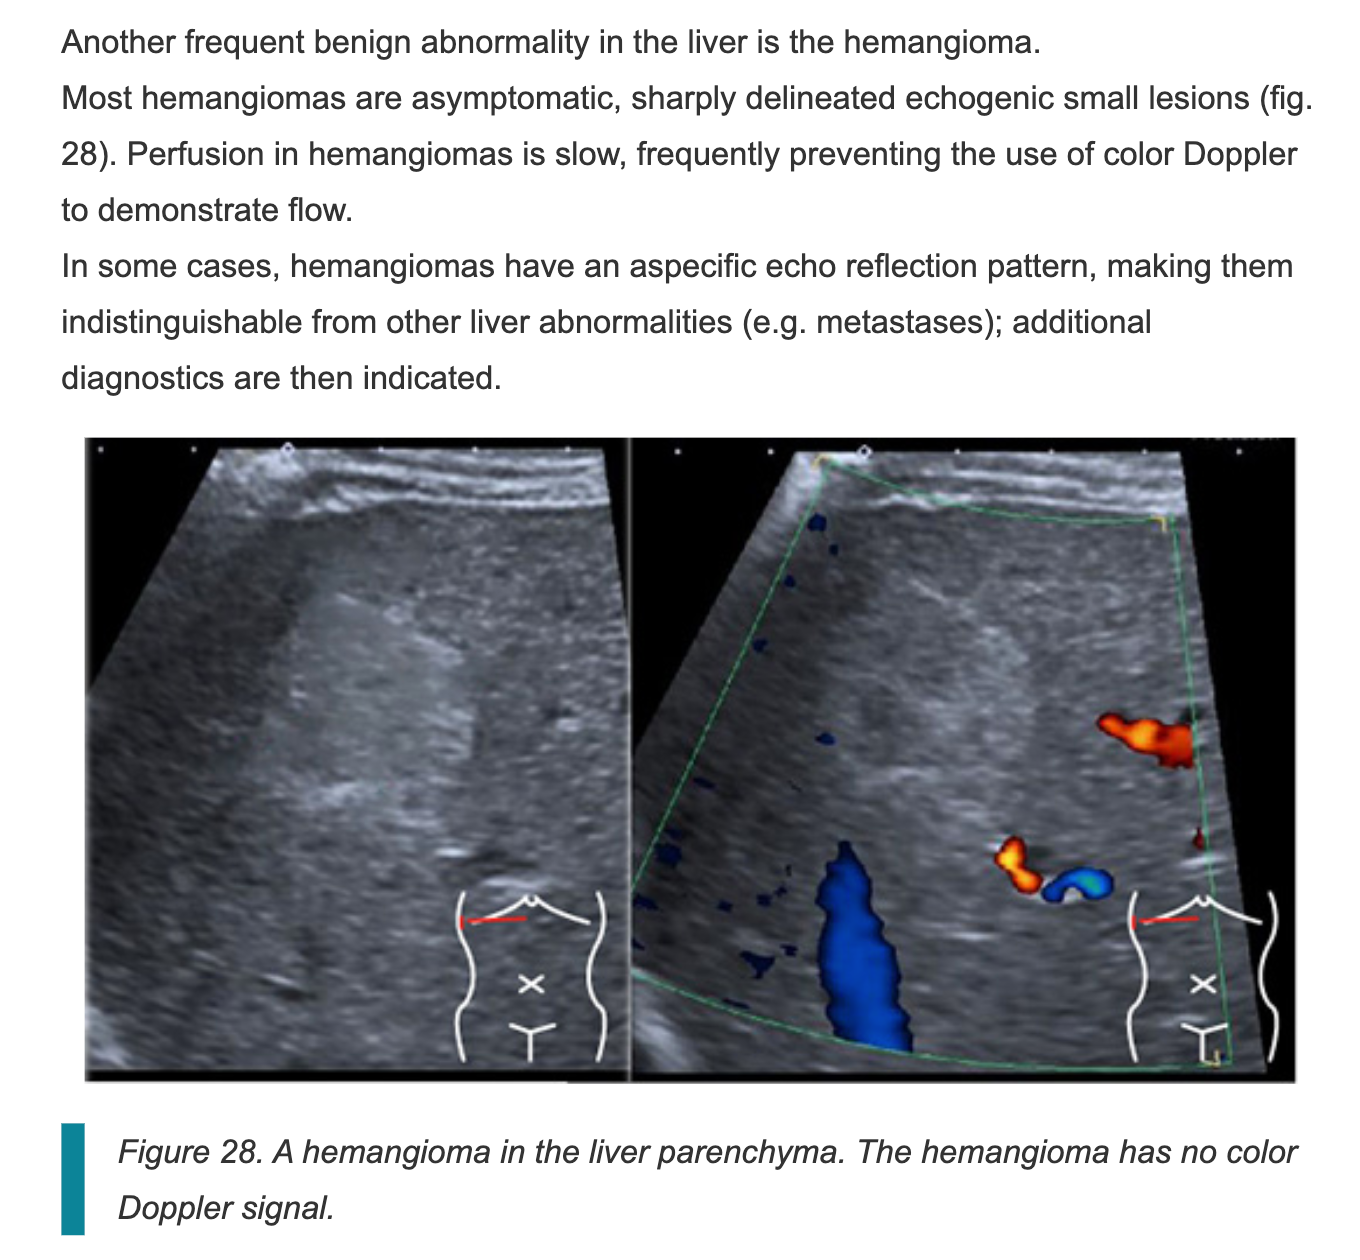 Another frequent benign abnormality in the liver is the hemangioma.
Most hemangiomas are asymptomatic, sharply delineated echogenic small lesions (fig.
28). Perfusion in hemangiomas is slow, frequently preventing the use of color Doppler
to demonstrate flow.
In some cases, hemangiomas have an aspecific echo reflection pattern, making them
indistinguishable from other liver abnormalities (e.g. metastases); additional
diagnostics are then indicated.
Figure 28. A hemangioma in the liver parenchyma. The hemangioma has no color
Doppler signal.